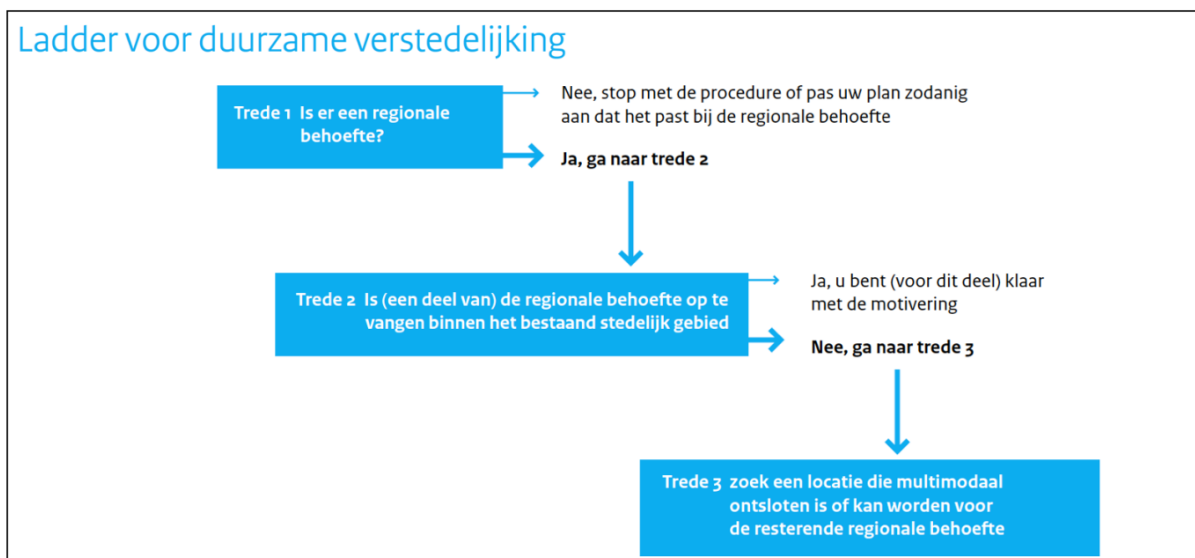 Ladder voor duurzame verstedelijking
Trede 1 Is er een regionale
behoefte?
Nee, stop met de procedure of pas uw plan zodanig
aan dat het past bij de regionale behoefte
Ja, ga naar trede 2
Trede 2 Is (een deel van) de regionale behoefte op te
vangen binnen het bestaand stedelijk gebied
Ja, u bent (voor dit deel) klaar
met de motivering
Nee, ga naar trede 3
Trede 3 zoek een locatie die multimodaal
ontsloten is of kan worden voor
de resterende regionale behoefte